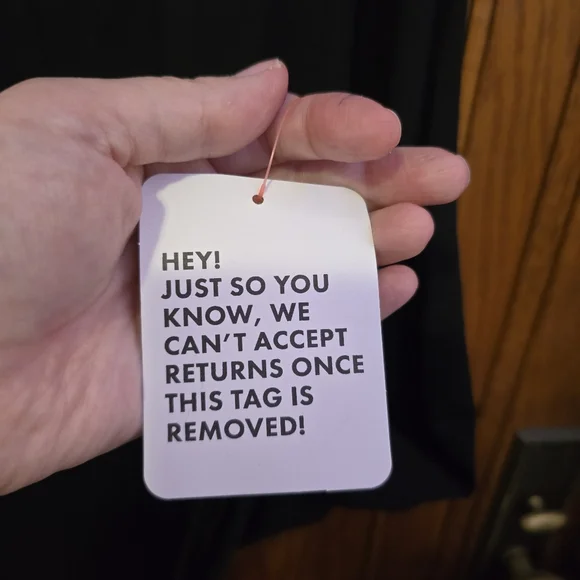 HEY!
JUST SO YOU
KNOW, WE
CAN'T ACCEPT
RETURNS ONCE
THIS TAG IS
REMOVED!